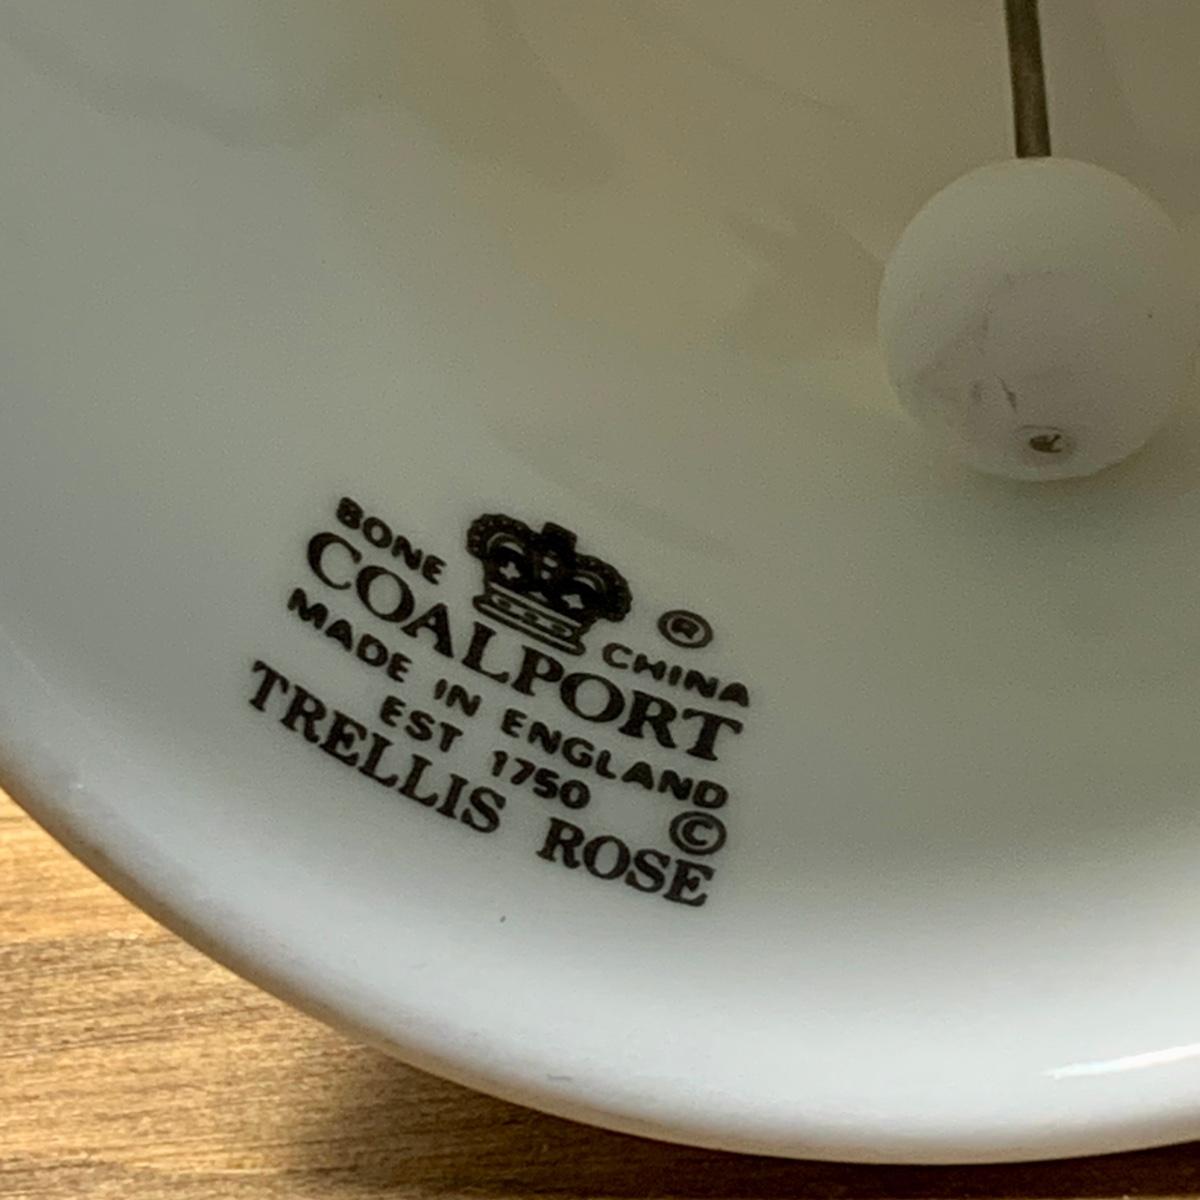 BONE CHINA ®
COALPORT
MADE IN ENGLAND
EST 1750 ©
TRELLIS ROSE